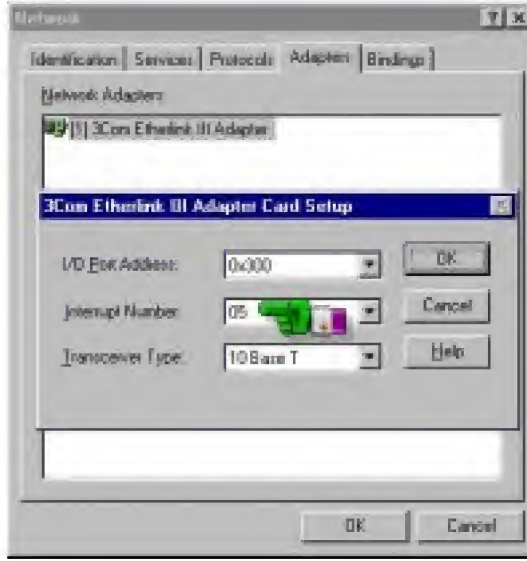 Network
Identification Services Protocols Adapters Bindings
Network Adapters
[1] 3Com Etherlink III Adapter
3Com Etherlink III Adapter Card Setup
I/O Port Address: 0x300 OK
Interrupt Number: 05 Cancel
Transceiver Type: 10 Base T Help
OK Cancel